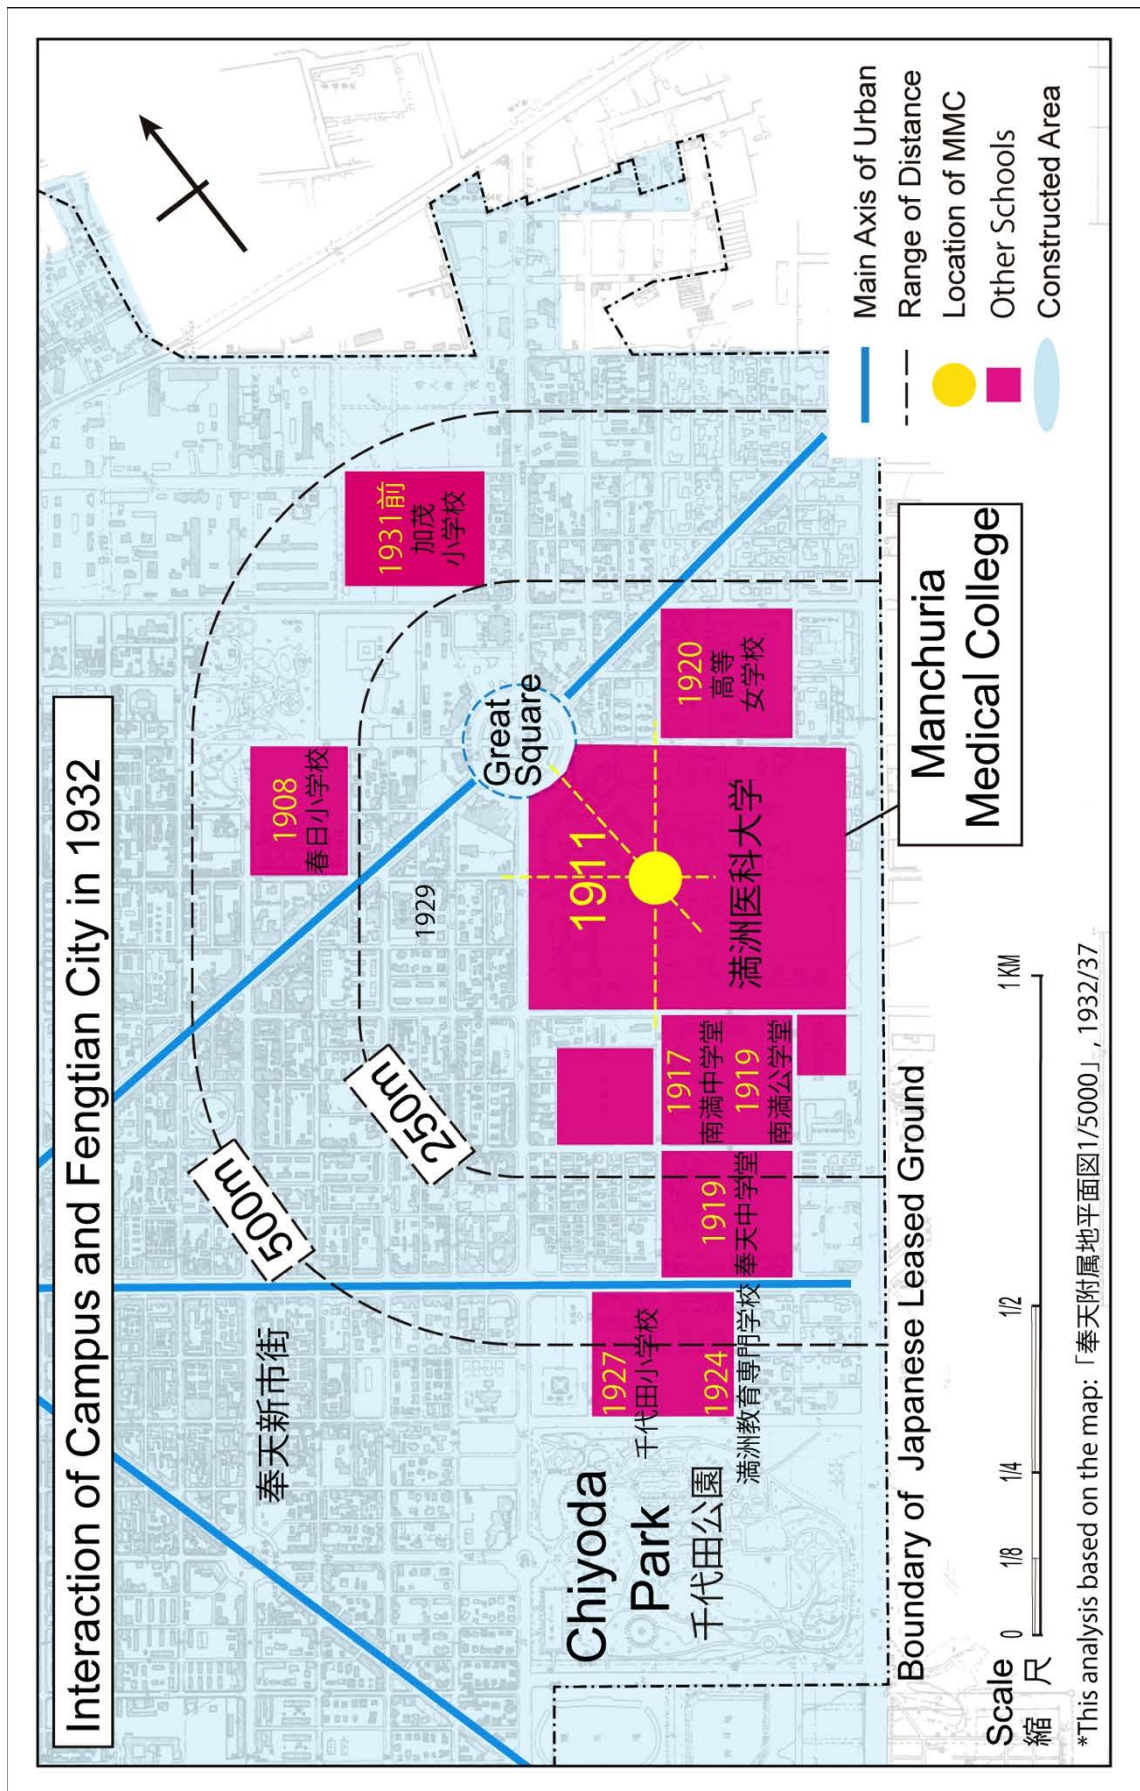 Interaction of Campus and Fengtian City in 1932
奉天新市街
500m
250m
1908
春日小学校
1931前
加茂
小学校
1929
Great
Square
1911
満洲医科大学
1920
高等
女学校
1917
南満中学堂
1919
南満公学堂
1919
奉天中学堂
1927
千代田小学校
1924
満洲教育専門学校
Chiyoda
Park
千代田公園
Manchuria
Medical College
Boundary of Japanese Leased Ground
Main Axis of Urban
Range of Distance
Location of MMC
Other Schools
Constructed Area
Scale
縮 尺
0 1/8 1/4 1/2 1 KM
*This analysis based on the map:「奉天附属地平面図1/5000」, 1932/37